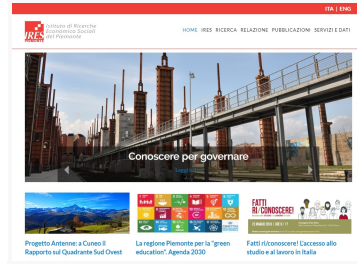 ITA | ENG
IRES
PIEMONTE
Istituto di Ricerche
Economico Sociali
del Piemonte
HOME IRES RICERCA RELAZIONE PUBBLICAZIONI SERVIZI E DATI
Conoscere per governare
Leggi
FATTI
RI/CONOSCERE!
Progetto Antenne: a Cuneo il
Rapporto sul Quadrante Sud Ovest
La regione Piemonte per la "green
education". Agenda 2030
Fatti ri/conoscere! L'accesso allo
studio e al lavoro in Italia